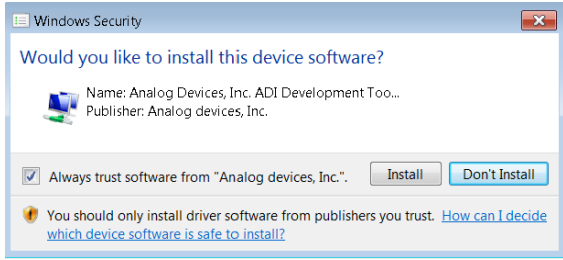 Windows Security
Would you like to install this device software?
Name: Analog Devices, Inc. ADI Development Too...
Publisher: Analog devices, Inc.
Always trust software from "Analog devices, Inc.".
Install
Don't Install
You should only install driver software from publishers you trust. How can I decide
which device software is safe to install?